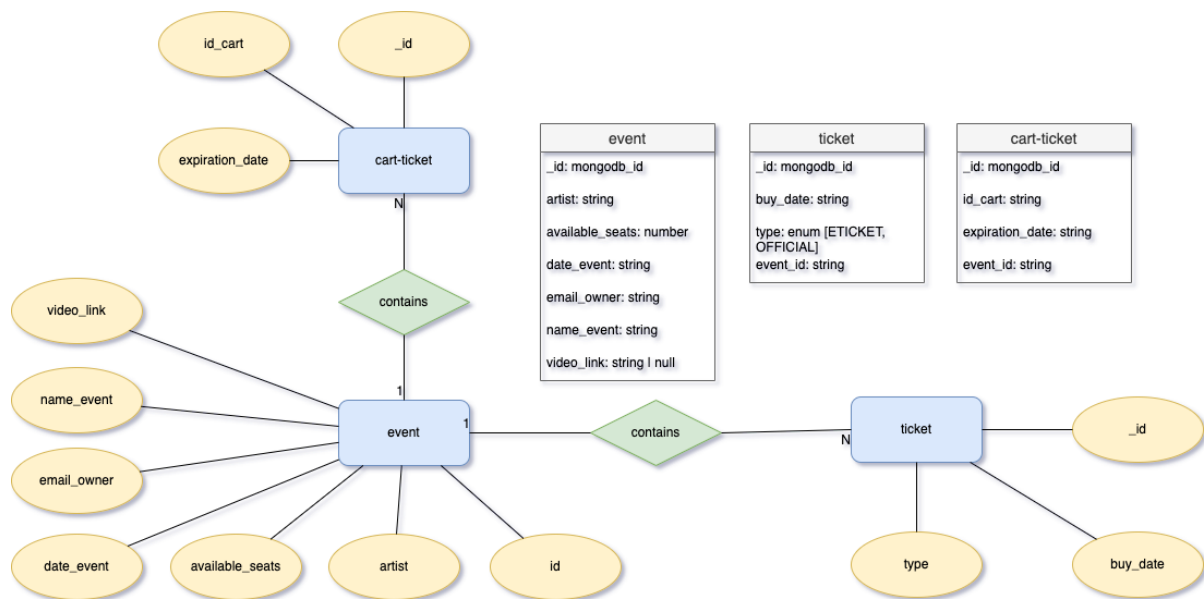 id_cart
_id
expiration_date
cart-ticket
N
contains
1
event
_id: mongodb_id
artist: string
available_seats: number
date_event: string
email_owner: string
name_event: string
video_link: string | null
ticket
_id: mongodb_id
buy_date: string
type: enum [ETICKET,
OFFICIAL]
event_id: string
cart-ticket
_id: mongodb_id
id_cart: string
expiration_date: string
event_id: string
video_link
name_event
email_owner
date_event
available_seats
artist
id
event
1
contains
N
ticket
_id
type
buy_date